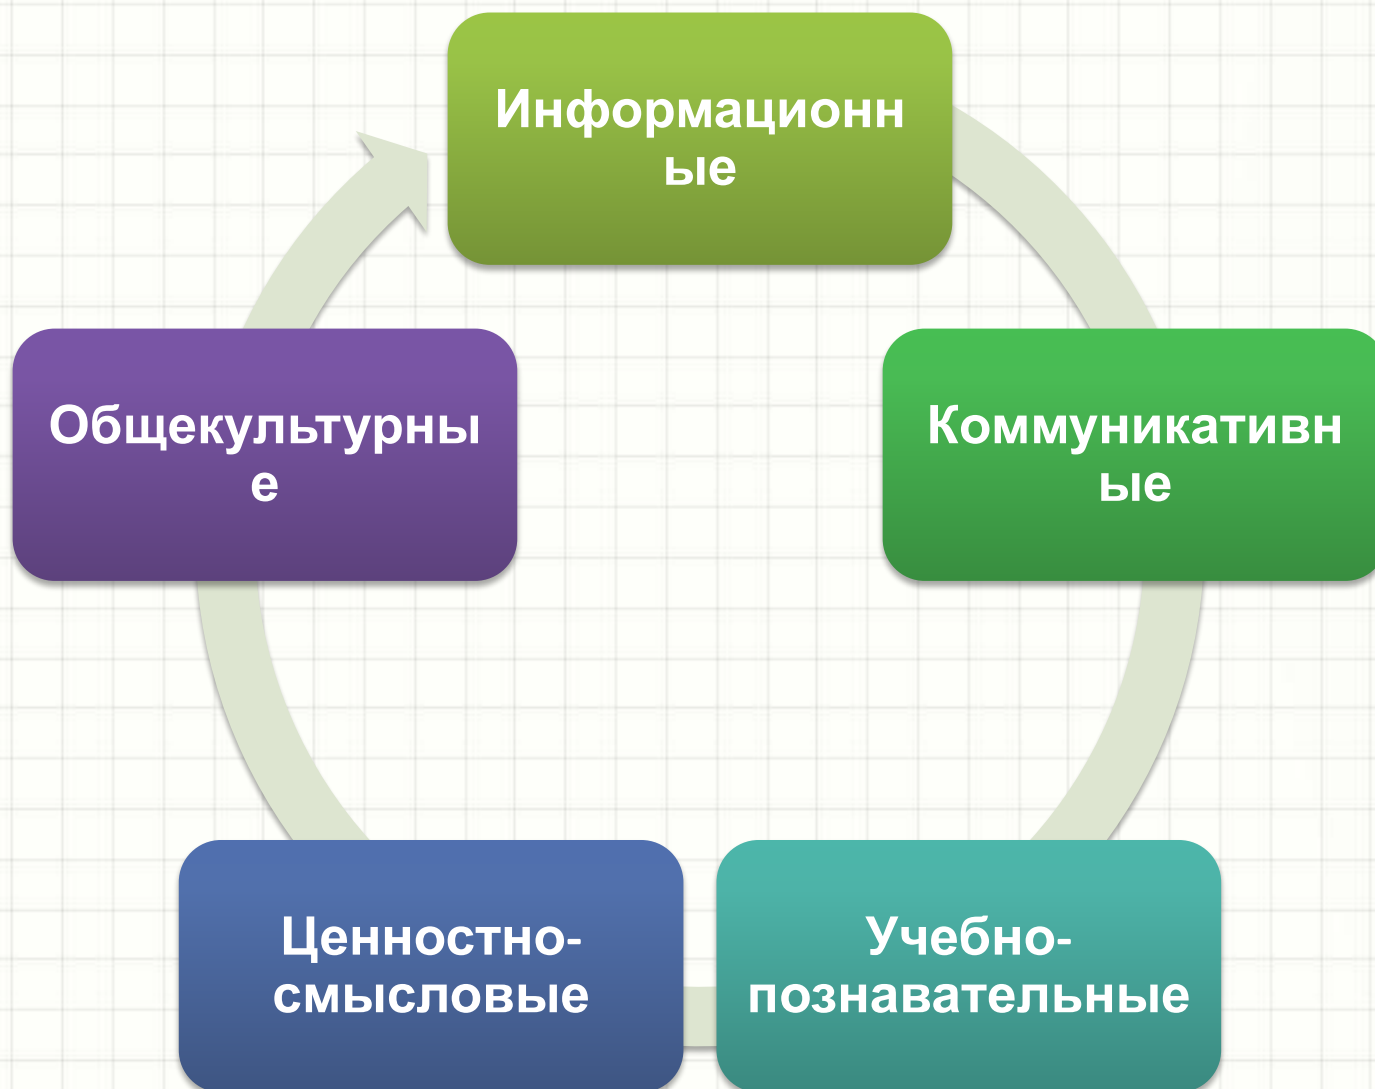 Информационн
ые
Общекультурны
е
Коммуникативн
ые
Ценностно-
смысловые
Учебно-
познавательные